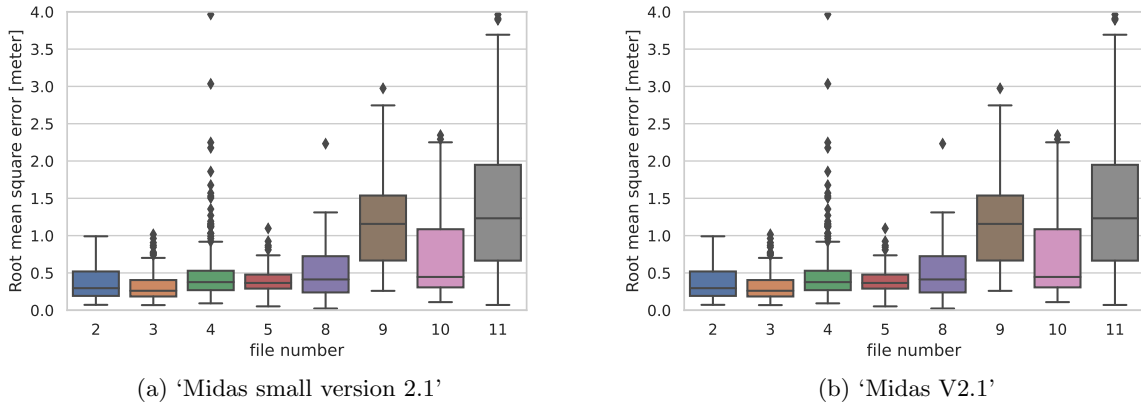 4.0
3.5
3.0
2.5
2.0
1.5
1.0
0.5
0.0
Root mean square error [meter]
2 3 4 5 8 9 10 11
file number
(a) ‘Midas small version 2.1’
4.0
3.5
3.0
2.5
2.0
1.5
1.0
0.5
0.0
Root mean square error [meter]
2 3 4 5 8 9 10 11
file number
(b) ‘Midas V2.1’